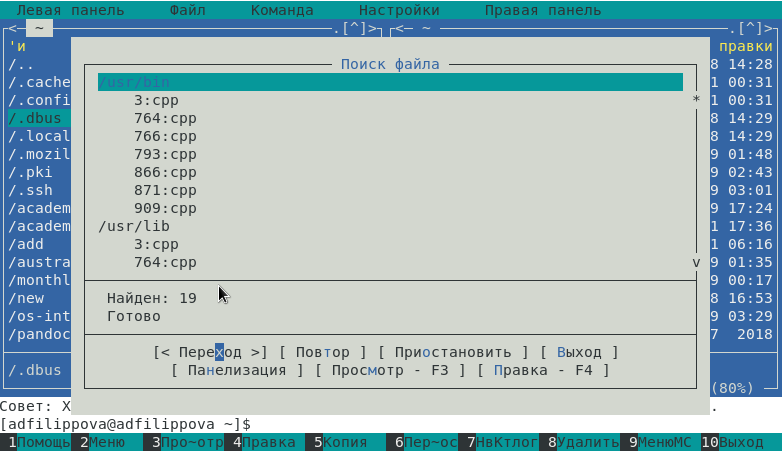 Левая панель Файл Команда Настройки Правая панель
<— ~ .[^]> <— ~ .[^]>
'и правки
Поиск файла
/.. 8 14:28
/usr/bin
/.cache 1 00:31
3:cpp *
/.confi 1 00:31
764:cpp
/.dbus 8 14:29
766:cpp
/.local 8 14:29
793:cpp
/.mozil 9 01:48
866:cpp
/.pki 9 02:43
871:cpp
/.ssh 9 03:01
909:cpp
/academ 9 17:24
/usr/lib
/academ 1 17:36
3:cpp
/add 1 06:16
764:cpp v
/austra 9 01:35
/monthl 9 00:17
Найден: 19
/new 8 16:53
Готово
/os-int 9 03:29
/pandoc 7 2018
[< Переход >] [ Повтор ] [ Приостановить ] [ Выход ]
/.dbus
[ Панелизация ] [ Просмотр - F3 ] [ Правка - F4 ]
(80%)
Совет: X .
[adfilippova@adfilippova ~]$
1Помощь 2Меню 3Про~отр 4Правка 5Копия 6Пер~ос 7НвКтлог 8Удалить 9МенюMC 10Выход